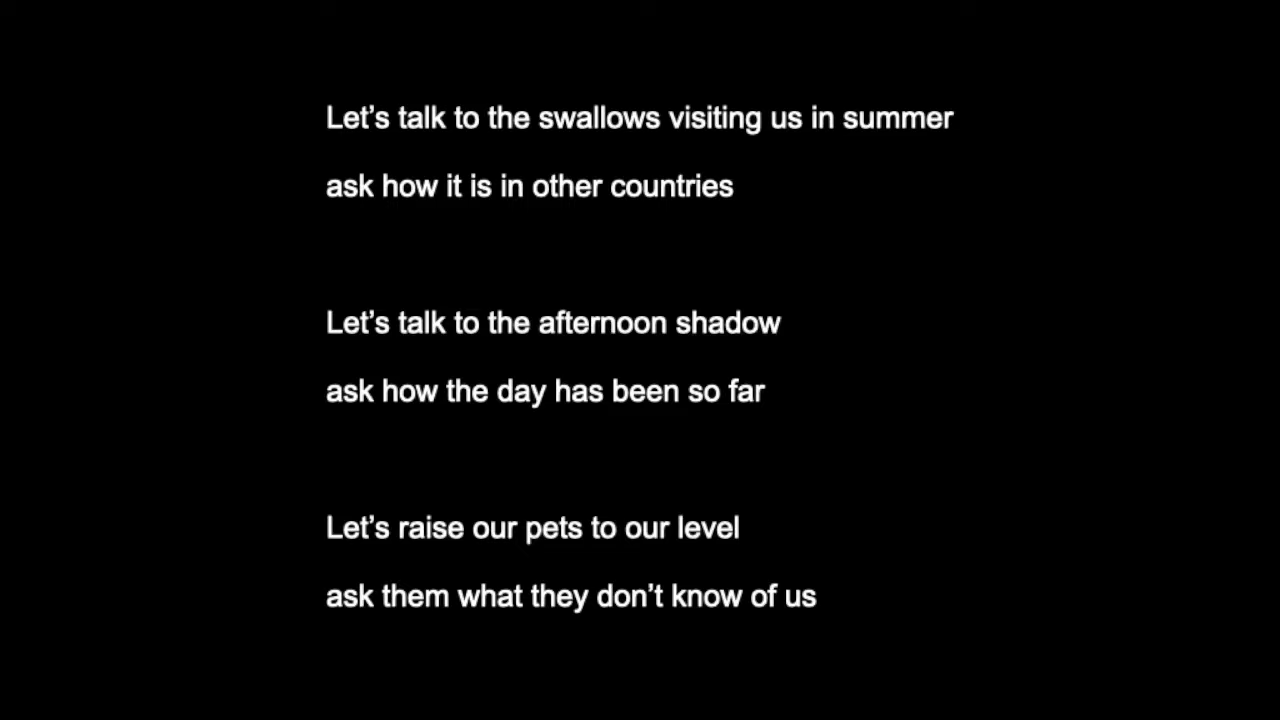 Let’s talk to the swallows visiting us in summer
ask how it is in other countries
Let’s talk to the afternoon shadow
ask how the day has been so far
Let’s raise our pets to our level
ask them what they don’t know of us